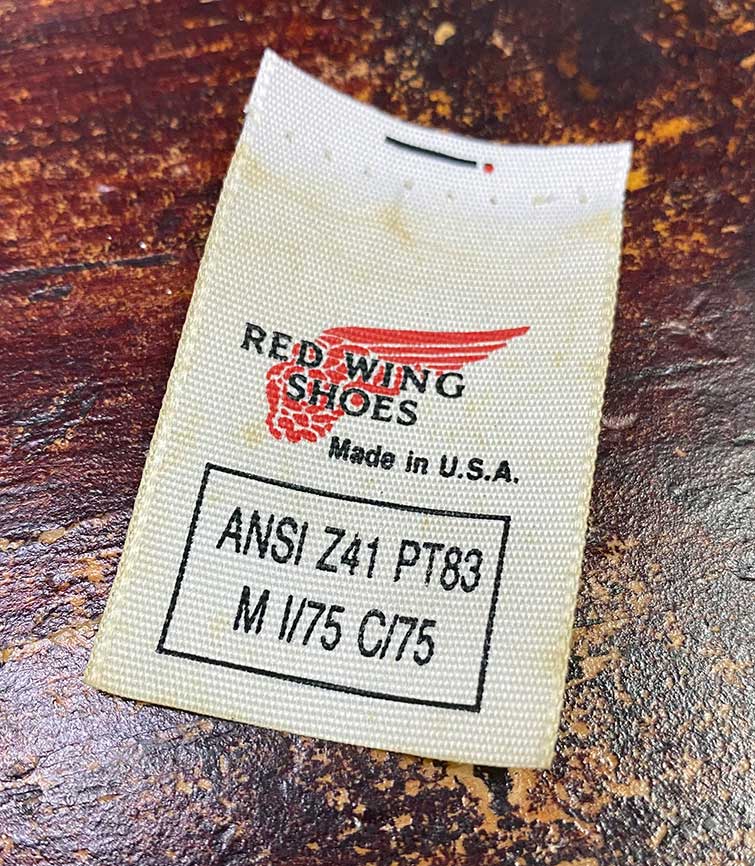 RED WING
SHOES
Made in U.S.A.
ANSI Z41 PT83
M I/75 C/75